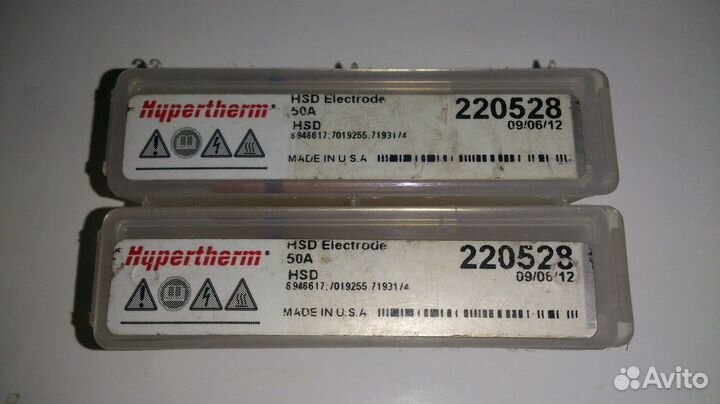 Hypertherm®
HSD Electrode
50A
HSD
220528
09/06/12
6946617;7019255 7193174
MADE IN U.S.A
Hypertherm®
HSD Electrode
50A
HSD
220528
09/06/12
6946617;7019255 7193174
MADE IN U.S.A
Avito